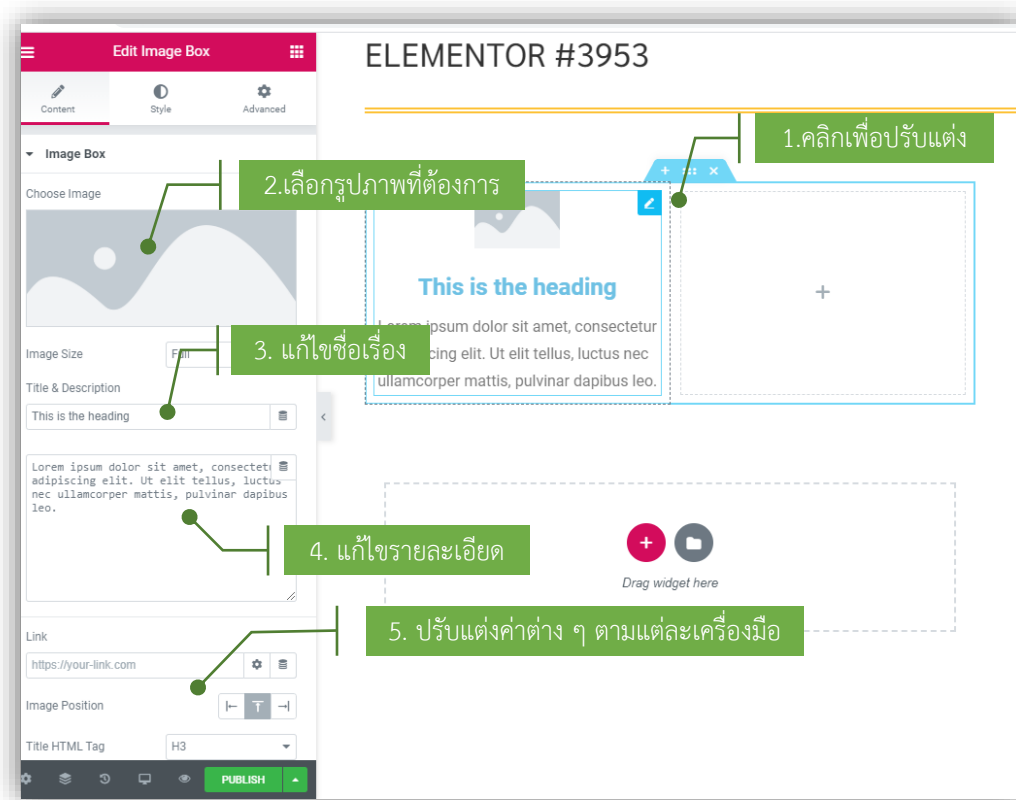 Edit Image Box
Content
Style
Advanced
Image Box
2.เลือกรูปภาพที่ต้องการ
Choose Image
Image Size
3. แก้ไขชื่อเรื่อง
Title & Description
This is the heading
Lorem ipsum dolor sit amet, consectetu
adipiscing elit. Ut elit tellus, luctus
nec ullamcorper mattis, pulvinar dapibus
leo.
4. แก้ไขรายละเอียด
Link
https://your-link.com
5. ปรับแต่งค่าต่าง ๆ ตามแต่ละเครื่องมือ
Image Position
Title HTML Tag
H3
PUBLISH
ELEMENTOR #3953
1.คลิกเพื่อปรับแต่ง
This is the heading
ipsum dolor sit amet, consectetur
cing elit. Ut elit tellus, luctus nec
ullamcorper mattis, pulvinar dapibus leo.
Drag widget here